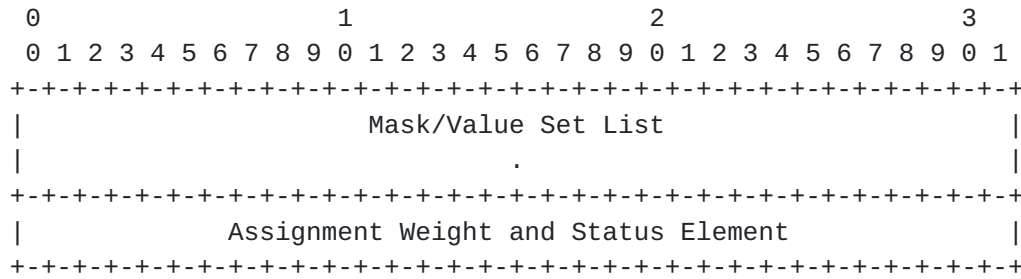 0                   1                   2                   3
 0 1 2 3 4 5 6 7 8 9 0 1 2 3 4 5 6 7 8 9 0 1 2 3 4 5 6 7 8 9 0 1
+-+-+-+-+-+-+-+-+-+-+-+-+-+-+-+-+-+-+-+-+-+-+-+-+-+-+-+-+-+-+-+-+
|                      Mask/Value Set List                      |
|                               .                               |
+-+-+-+-+-+-+-+-+-+-+-+-+-+-+-+-+-+-+-+-+-+-+-+-+-+-+-+-+-+-+-+-+
|             Assignment Weight and Status Element              |
+-+-+-+-+-+-+-+-+-+-+-+-+-+-+-+-+-+-+-+-+-+-+-+-+-+-+-+-+-+-+-+-+